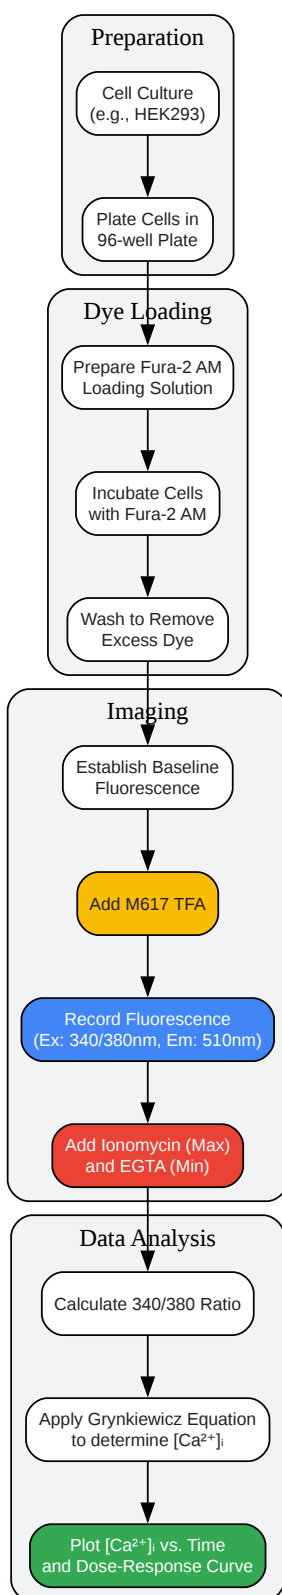 Preparation
Cell Culture
(e.g., HEK293)
Plate Cells in
96-well Plate
Dye Loading
Prepare Fura-2 AM
Loading Solution
Incubate Cells
with Fura-2 AM
Wash to Remove
Excess Dye
Imaging
Establish Baseline
Fluorescence
Add M617 TFA
Record Fluorescence
(Ex: 340/380nm, Em: 510nm)
Add Ionomycin (Max)
and EGTA (Min)
Data Analysis
Calculate 340/380 Ratio
Apply Grynkiewicz Equation
to determine [Ca²⁺]ᵢ
Plot [Ca²⁺]ᵢ vs. Time
and Dose-Response Curve